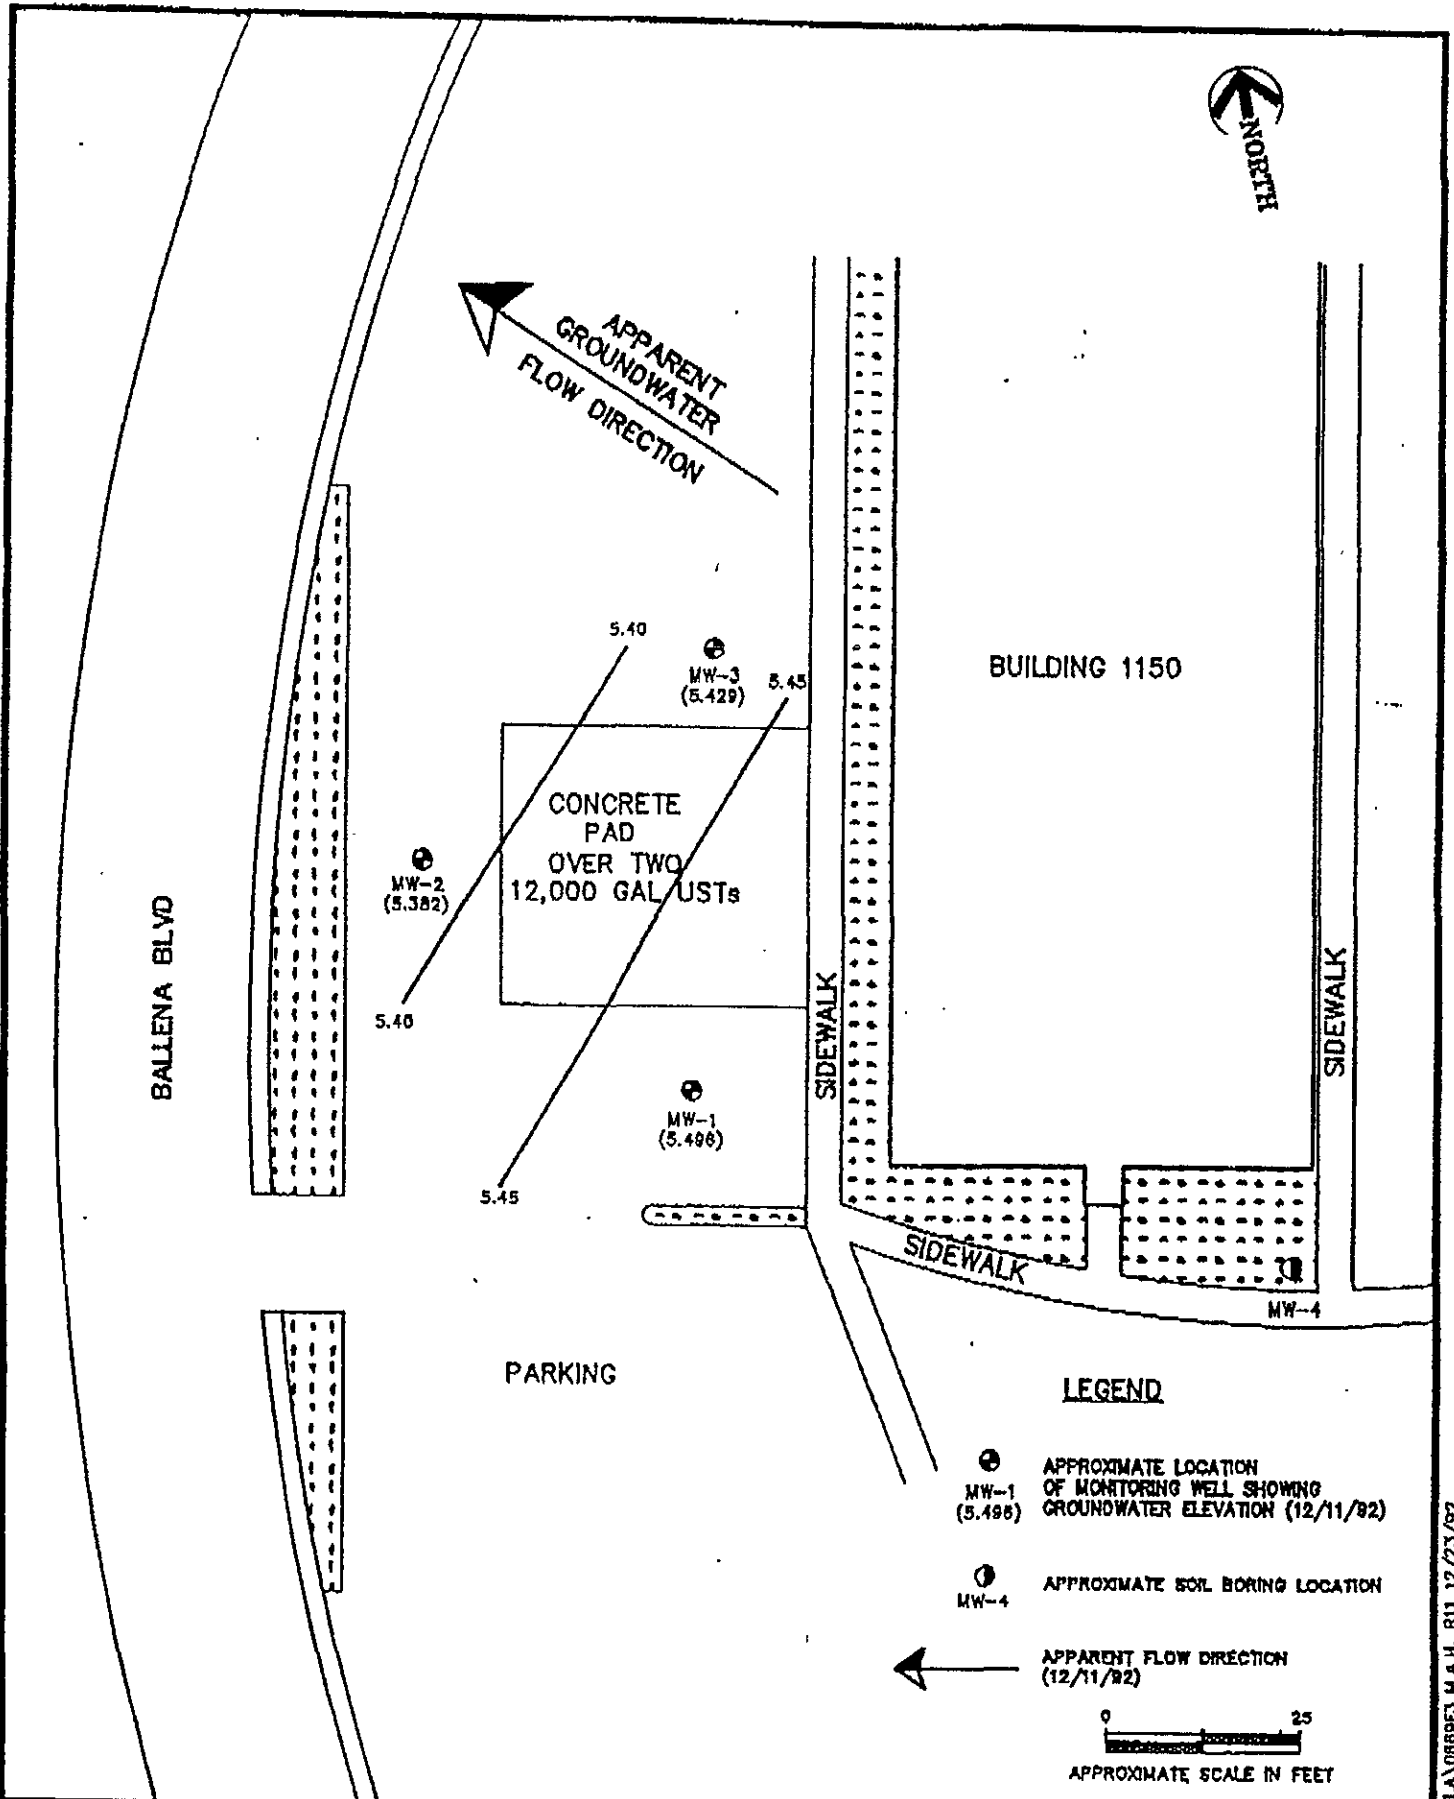 NORTH
APPARENT
GROUNDWATER
FLOW DIRECTION
5.40
MW-3
(5.429)
5.45
BUILDING 1150
CONCRETE
PAD
OVER TWO
12,000 GAL USTs
MW-2
(5.382)
5.40
BALLENA BLVD
SIDEWALK
SIDEWALK
MW-1
(5.496)
5.45
SIDEWALK
MW-4
PARKING
LEGEND
MW-1
(5.496)
APPROXIMATE LOCATION
OF MONITORING WELL SHOWING
GROUNDWATER ELEVATION (12/11/92)
MW-4
APPROXIMATE SOIL BORING LOCATION
APPARENT FLOW DIRECTION
(12/11/92)
0 25
APPROXIMATE SCALE IN FEET
M.A.H. R11 12/23/92